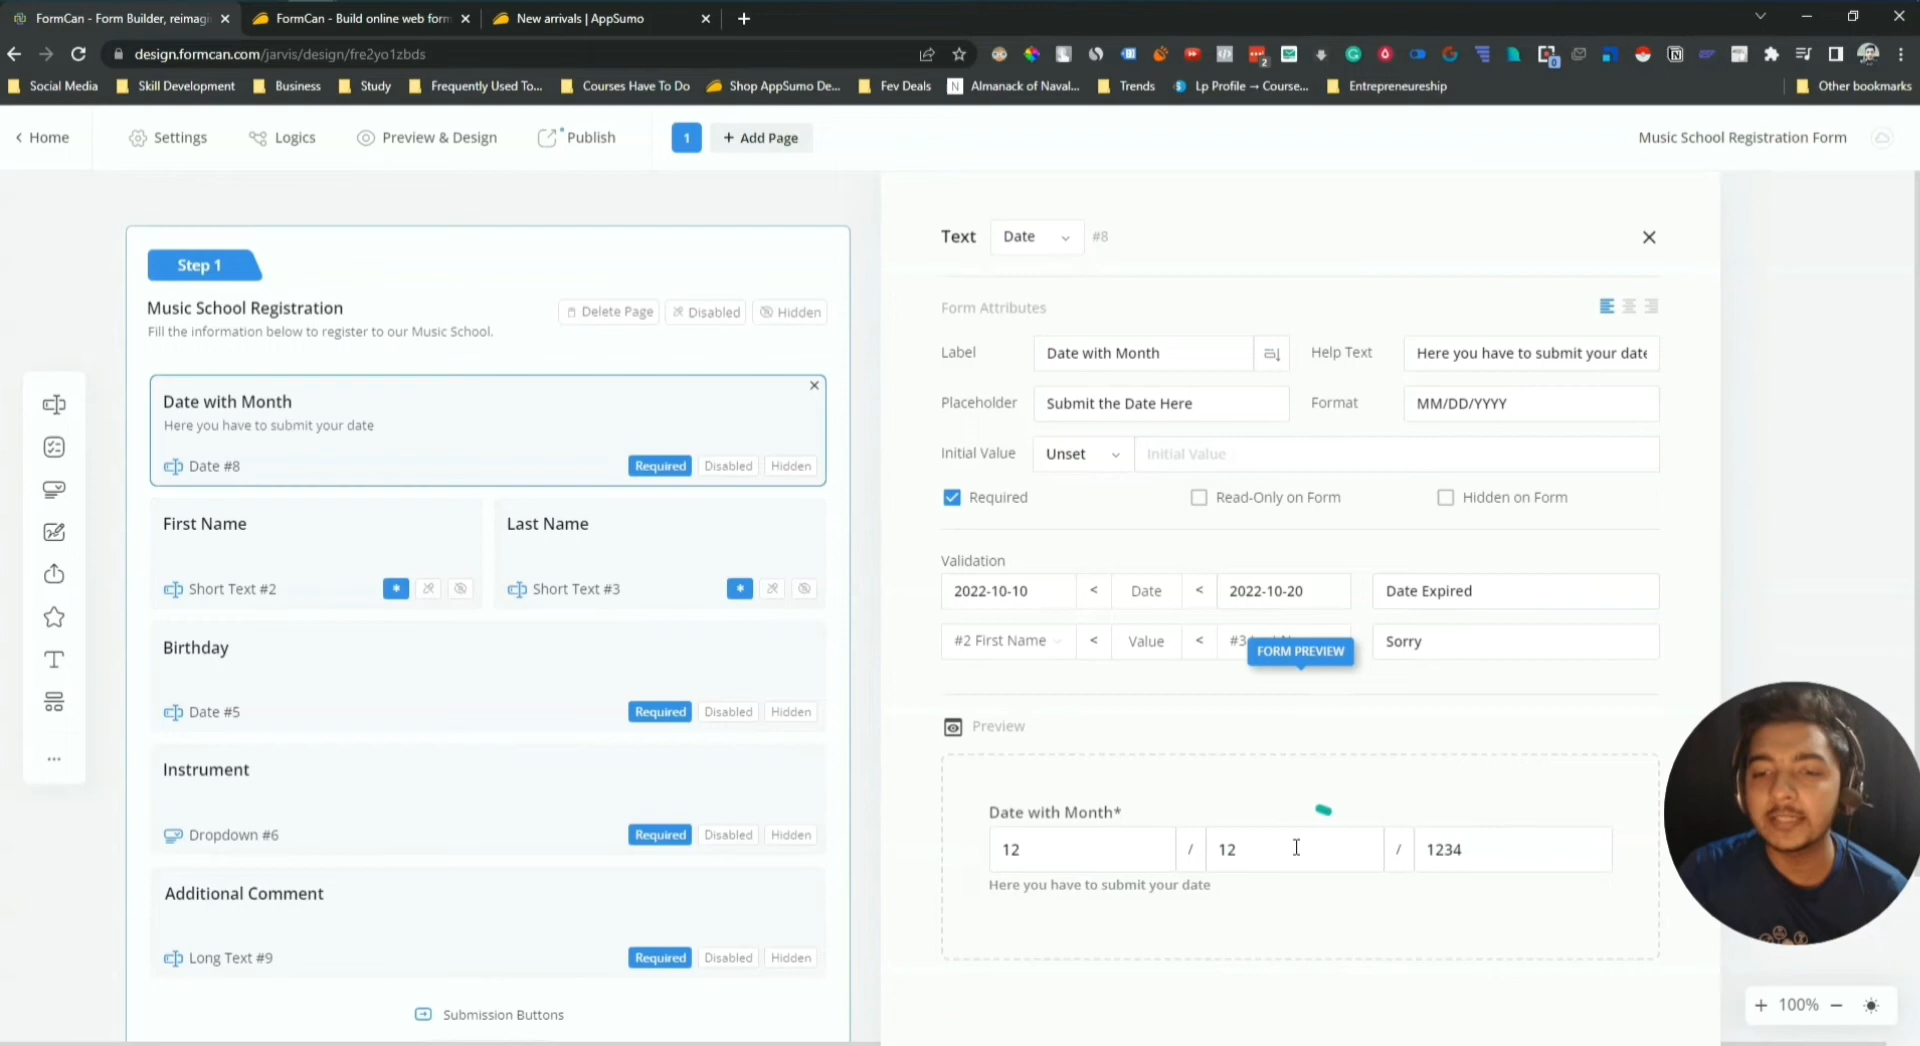 FormCan - Form Builder, reimagi
FormCan - Build online web form
New arrivals | AppSumo
design.formcan.com/jarvis/design/fre2yo1zbds
Social Media
Skill Development
Business
Study
Frequently Used To...
Courses Have To Do
Shop AppSumo De...
Fev Deals
Almanack of Naval...
Trends
Lp Profile → Course...
Entrepreneurship
Other bookmarks
< Home
Settings
Logics
Preview & Design
Publish
1
+ Add Page
Music School Registration Form
Step 1
Music School Registration
Fill the information below to register to our Music School.
Delete Page
Disabled
Hidden
Date with Month
Here you have to submit your date
Date #8
Required
Disabled
Hidden
First Name
Short Text #2
*
Last Name
Short Text #3
*
Birthday
Date #5
Required
Disabled
Hidden
Instrument
Dropdown #6
Required
Disabled
Hidden
Additional Comment
Long Text #9
Required
Disabled
Hidden
Submission Buttons
Text
Date
#8
Form Attributes
Label
Date with Month
Help Text
Here you have to submit your date
Placeholder
Submit the Date Here
Format
MM/DD/YYYY
Initial Value
Unset
Initial Value
Required
Read-Only on Form
Hidden on Form
Validation
2022-10-10
<
Date
<
2022-10-20
Date Expired
#2 First Name
<
Value
<
#3
Sorry
FORM PREVIEW
Preview
Date with Month*
12
/
12
/
1234
Here you have to submit your date
+ 100% −